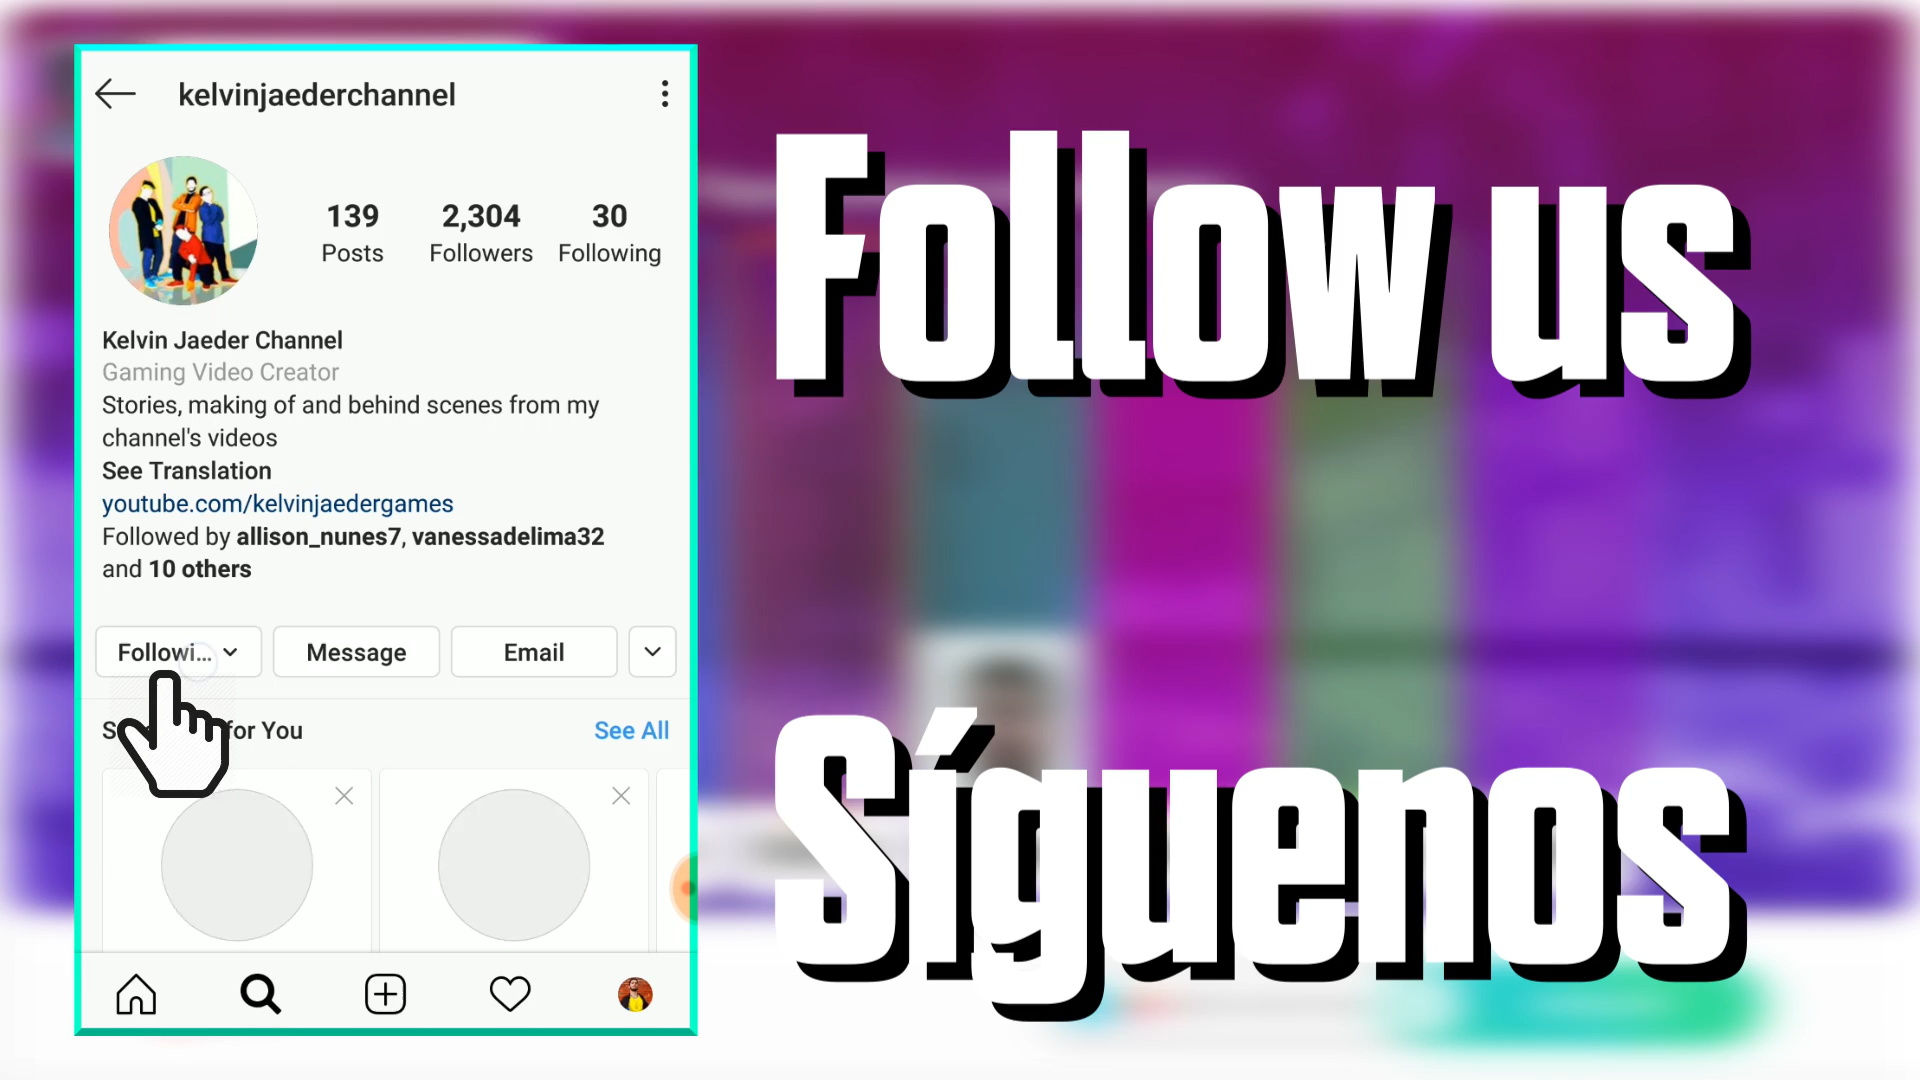 kelvinjaederchannel
139 2,304 30
Posts Followers Following
Kelvin Jaeder Channel
Gaming Video Creator
Stories, making of and behind scenes from my
channel's videos
See Translation
youtube.com/kelvinjaedergames
Followed by allison_nunes7, vanessadelima32
and 10 others
Followi... Message Email
for You See All
Follow us
Síguenos